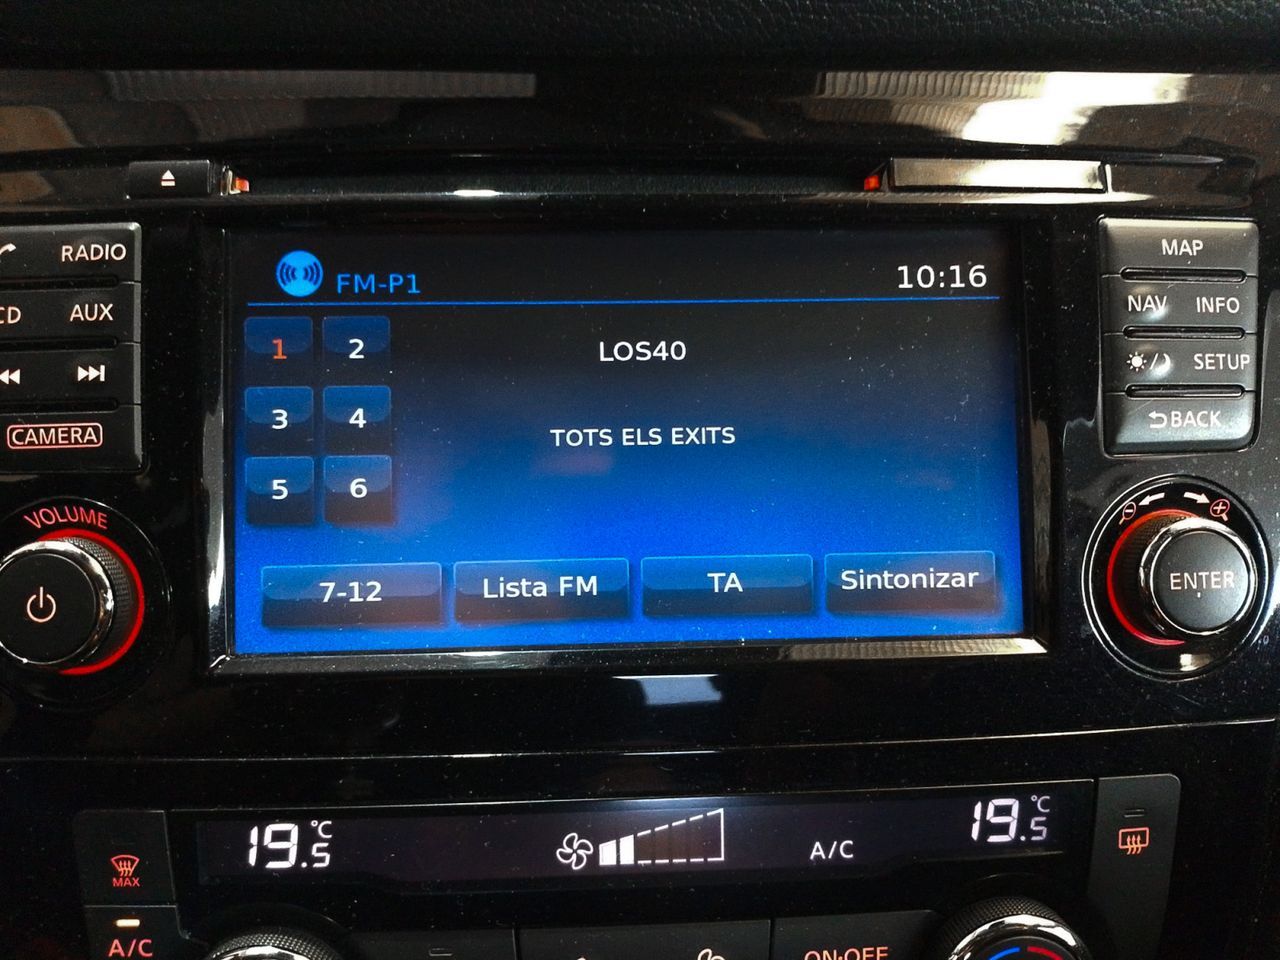 RADIO
CD
AUX
CAMERA
VOLUME
FM-P1
10:16
1
2
3
4
5
6
LOS40
TOTS ELS EXITS
7-12
Lista FM
TA
Sintonizar
MAP
NAV
INFO
SETUP
BACK
ENTER
19.5
°C
A/C
19.5
°C
MAX
A/C
ON·OFF